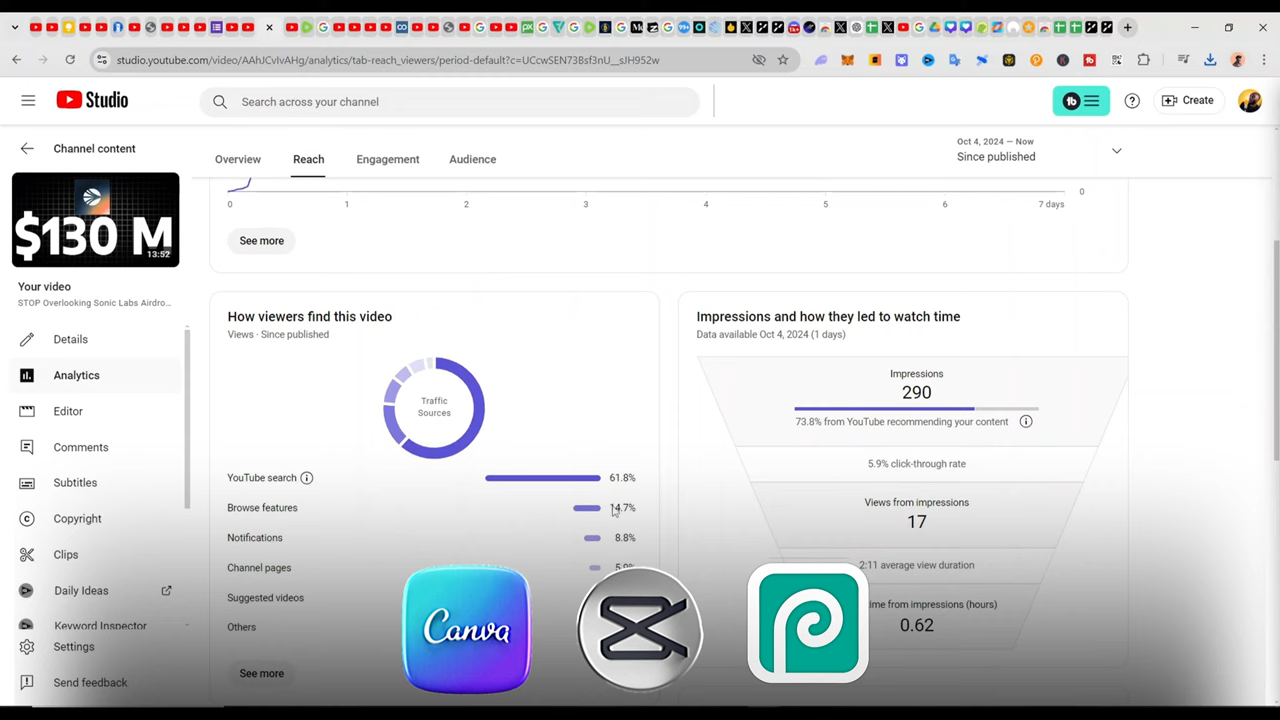 studio.youtube.com/video/AAhJCvIvAHg/analytics/tab-reach_viewers/period-default?c=UCcwSEN73Bsf3nU__sJH952w
Studio
Search across your channel
Create
Channel content
Overview
Reach
Engagement
Audience
Oct 4, 2024 — Now
Since published
$130 M
13:52
0
1
2
3
4
5
6
7 days
0
See more
Your video
STOP Overlooking Sonic Labs Airdro...
Details
Analytics
Editor
Comments
Subtitles
Copyright
Clips
Daily Ideas
Keyword Inspector
Settings
Send feedback
How viewers find this video
Views · Since published
Traffic
Sources
YouTube search
61.8%
Browse features
14.7%
Notifications
8.8%
Channel pages
5.9%
Suggested videos
Others
See more
Impressions and how they led to watch time
Data available Oct 4, 2024 (1 days)
Impressions
290
73.8% from YouTube recommending your content
5.9% click-through rate
Views from impressions
17
2:11 average view duration
time from impressions (hours)
0.62
Canva